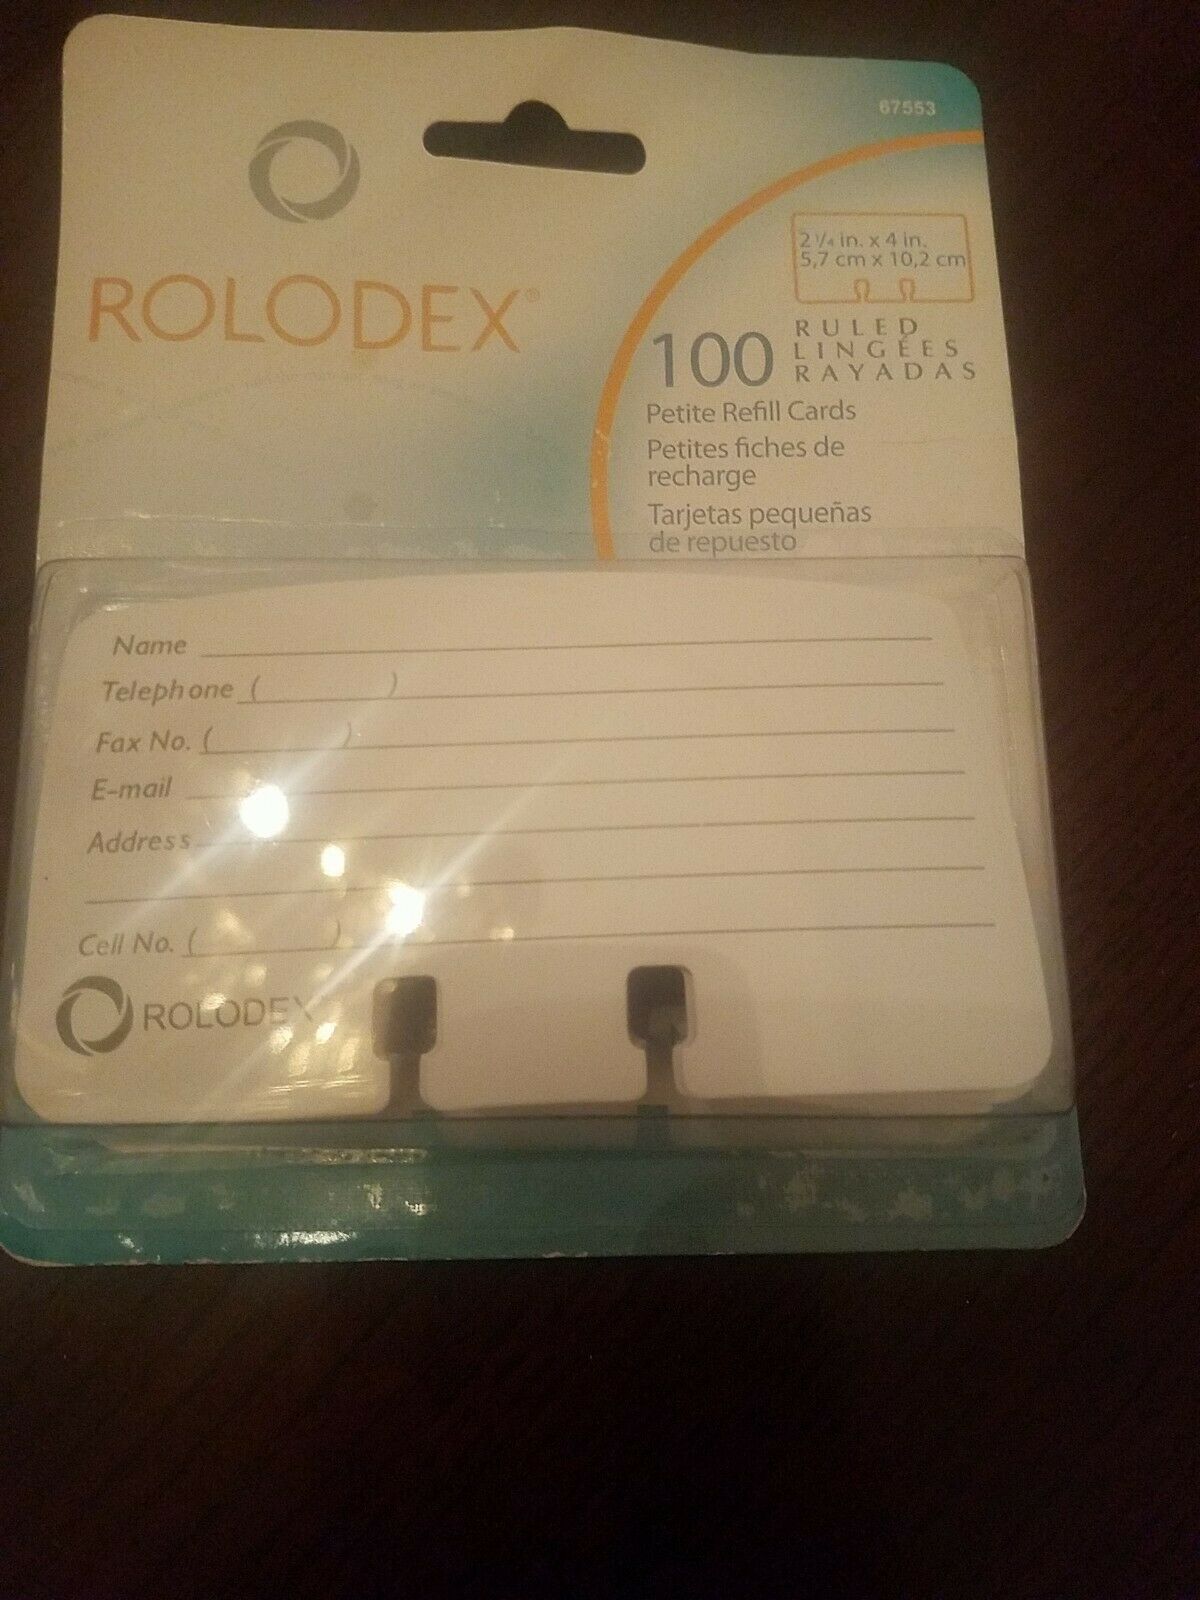 67553
ROLODEX®
2 1/4 in. x 4 in.
5,7 cm x 10,2 cm
100
RULED
LINGÉES
RAYADAS
Petite Refill Cards
Petites fiches de
recharge
Tarjetas pequeñas
de repuesto
Name
Telephone ( )
Fax No. ( )
E-mail
Address
Cell No. ( )
ROLODEX